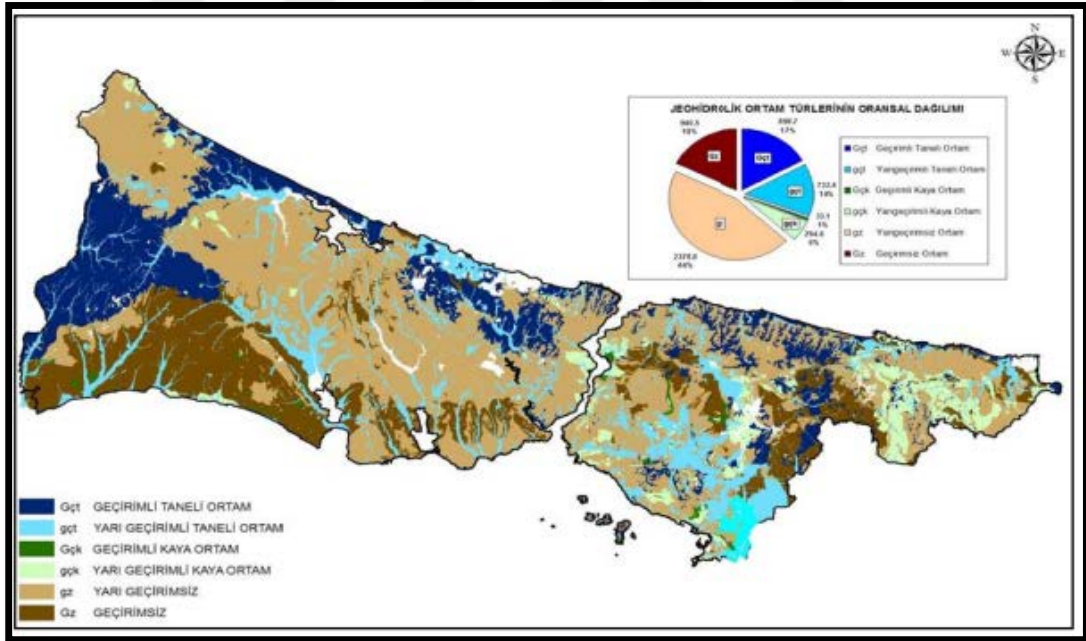 N
W E
S
JEOHİDROLİK ORTAM TÜRLERİNİN ORANSAL DAĞILIMI
17%
Gçt
732,4
14%
gçt
1%
6%
gçk
44%
gz
18%
Gz
Gçt Geçirimli Taneli Ortam
gçt Yarıgeçirimli Taneli Ortam
Gçk Geçirimli Kaya Ortam
gçk Yarıgeçirimli Kaya Ortam
gz Yarıgeçirimsiz Ortam
Gz Geçirimsiz Ortam
Gçt GEÇİRİMLİ TANELİ ORTAM
gçt YARI GEÇİRİMLİ TANELİ ORTAM
Gçk GEÇİRİMLİ KAYA ORTAM
gçk YARI GEÇİRİMLİ KAYA ORTAM
gz YARI GEÇİRİMSİZ
Gz GEÇİRİMSİZ